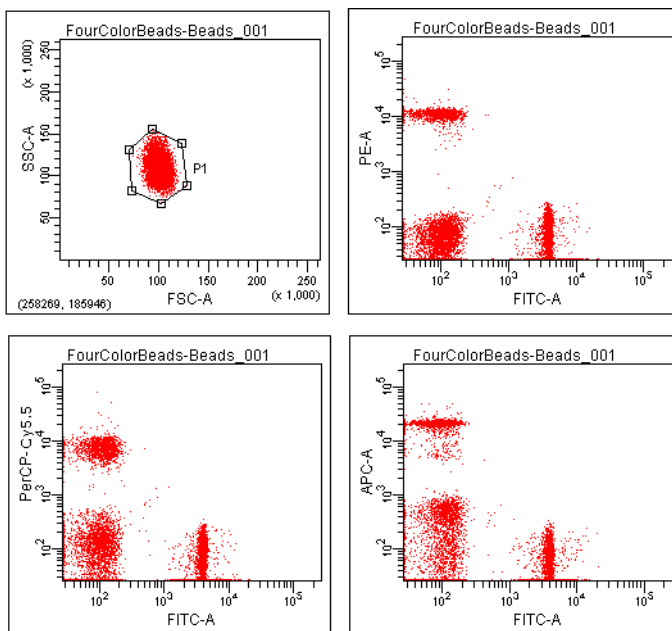 FourColorBeads-Beads_001
SSC-A
(x 1,000)
250
200
150
100
50
P1
50 100 150 200 250
(x 1,000)
FSC-A
(258269, 185946)
FourColorBeads-Beads_001
PE-A
10^5
10^4
10^3
10^2
10^2 10^3 10^4 10^5
FITC-A
FourColorBeads-Beads_001
PerCP-Cy5.5
10^5
10^4
10^3
10^2
10^2 10^3 10^4 10^5
FITC-A
FourColorBeads-Beads_001
APC-A
10^5
10^4
10^3
10^2
10^2 10^3 10^4 10^5
FITC-A